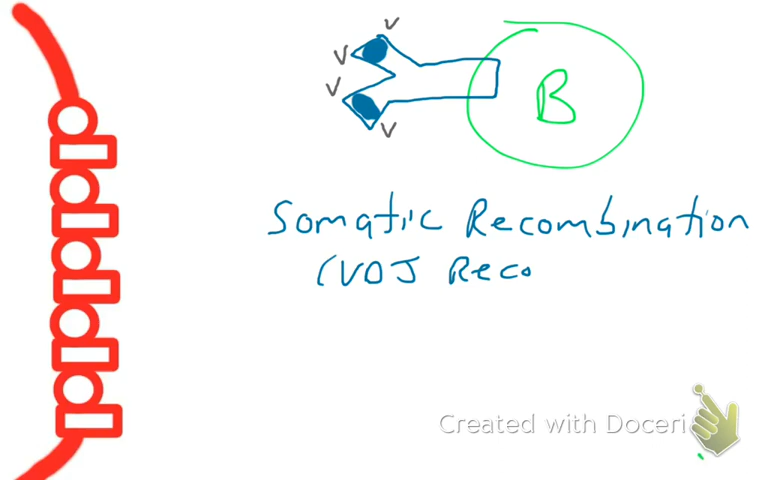 V
V
V
V
B
Somatic Recombination
(VDJ Reco
Created with Doceri